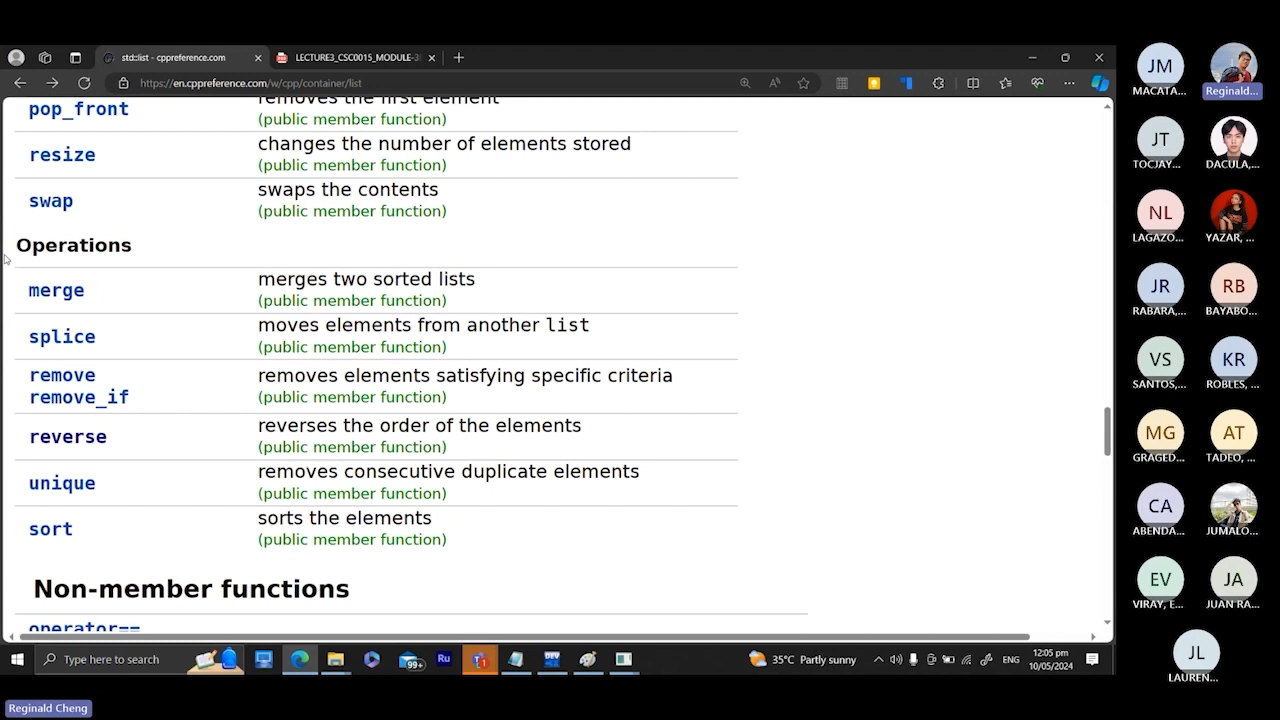 std::list - cppreference.com
LECTURE3_CSC0015_MODULE-3
https://en.cppreference.com/w/cpp/container/list
pop_front removes the first element
(public member function)
resize changes the number of elements stored
(public member function)
swap swaps the contents
(public member function)
Operations
merge merges two sorted lists
(public member function)
splice moves elements from another list
(public member function)
remove removes elements satisfying specific criteria
remove_if (public member function)
reverse reverses the order of the elements
(public member function)
unique removes consecutive duplicate elements
(public member function)
sort sorts the elements
(public member function)
Non-member functions
operator==
Type here to search
99+
Ru
1
DEV
35°C Partly sunny
ENG
12:05 pm
10/05/2024
Reginald Cheng
JM
MACATA...
Reginald...
JT
TOCJAY...
DACULA,...
NL
LAGAZO...
YAZAR, ...
JR
RABARA,...
RB
BAYABO...
VS
SANTOS,...
KR
ROBLES, ...
MG
GRAGED...
AT
TADEO, ...
CA
ABENDA...
JUMALO...
EV
VIRAY, E...
JA
JUAN RA...
JL
LAUREN...